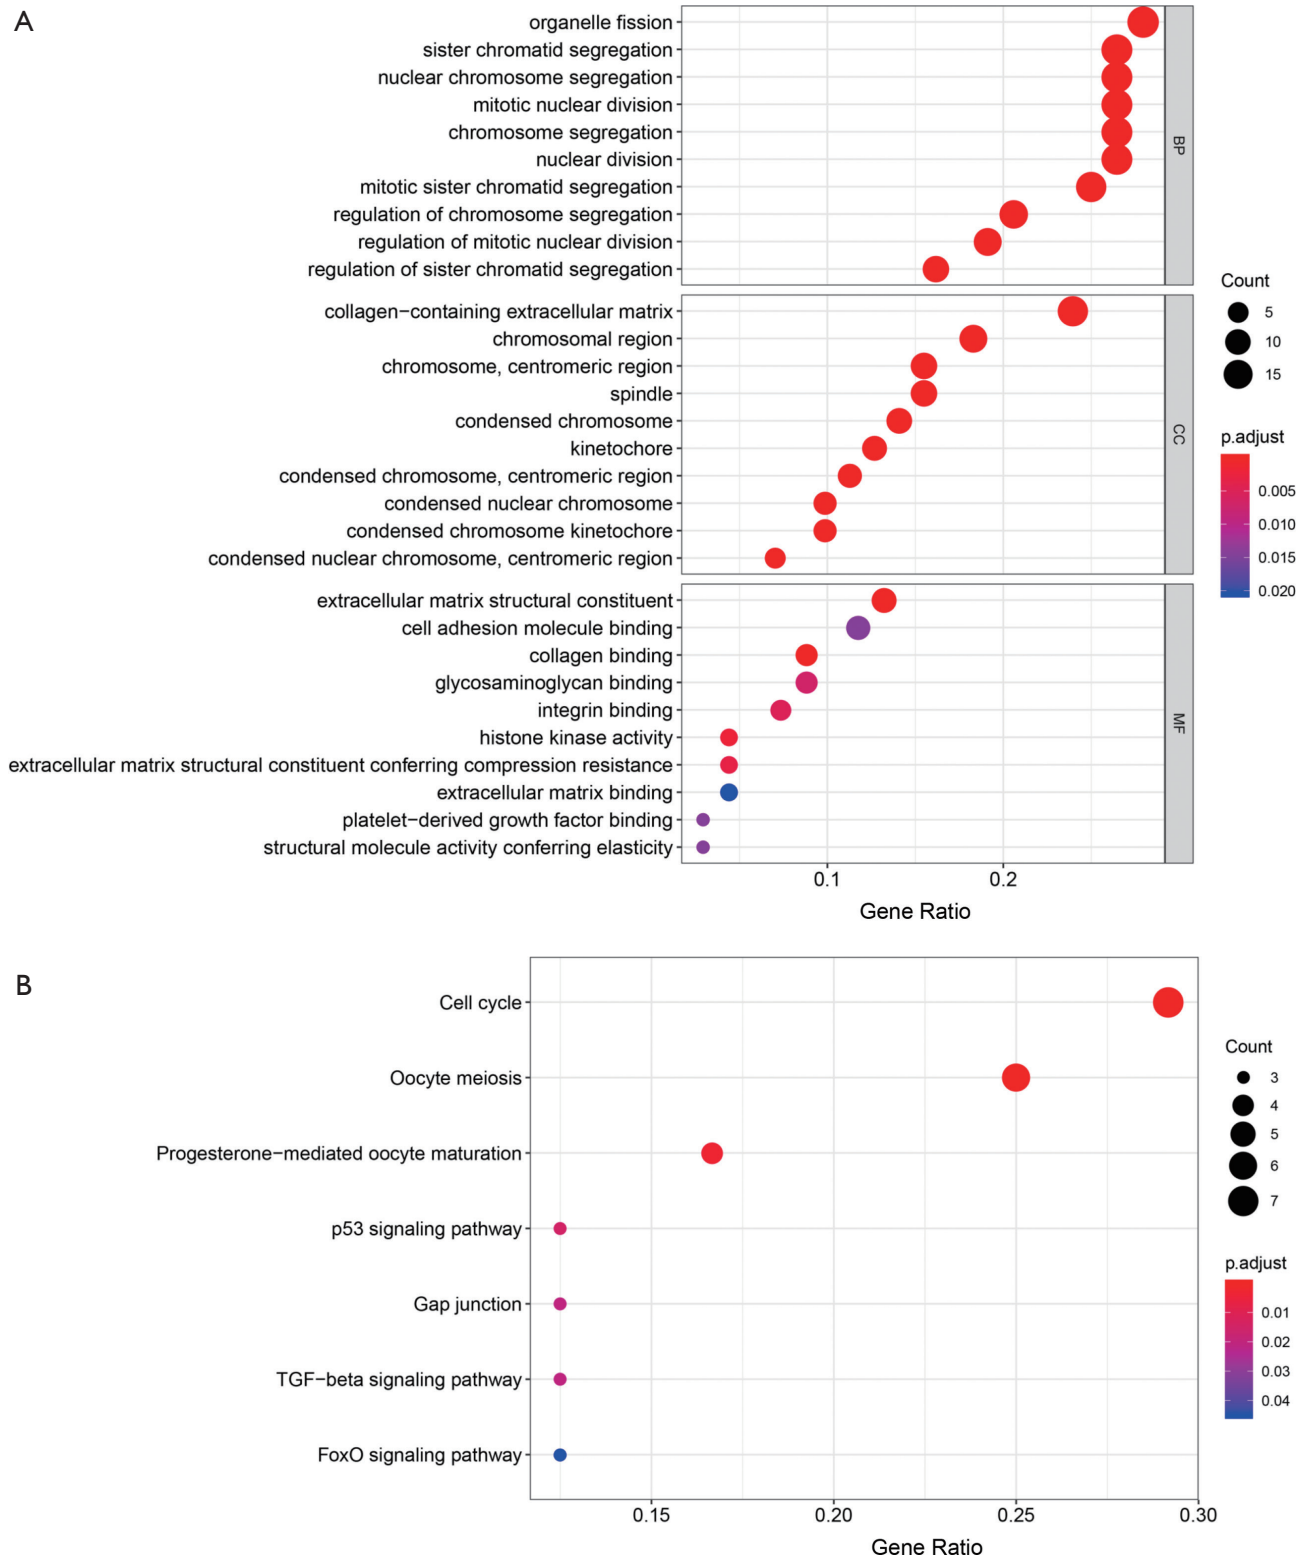 A
organelle fission
sister chromatid segregation
nuclear chromosome segregation
mitotic nuclear division
chromosome segregation
nuclear division
mitotic sister chromatid segregation
regulation of chromosome segregation
regulation of mitotic nuclear division
regulation of sister chromatid segregation
BP
collagen−containing extracellular matrix
chromosomal region
chromosome, centromeric region
spindle
condensed chromosome
kinetochore
condensed chromosome, centromeric region
condensed nuclear chromosome
condensed chromosome kinetochore
condensed nuclear chromosome, centromeric region
CC
extracellular matrix structural constituent
cell adhesion molecule binding
collagen binding
glycosaminoglycan binding
integrin binding
histone kinase activity
extracellular matrix structural constituent conferring compression resistance
extracellular matrix binding
platelet−derived growth factor binding
structural molecule activity conferring elasticity
MF
0.1 0.2
Gene Ratio
Count
5
10
15
p.adjust
0.005
0.010
0.015
0.020
B
Cell cycle
Oocyte meiosis
Progesterone−mediated oocyte maturation
p53 signaling pathway
Gap junction
TGF−beta signaling pathway
FoxO signaling pathway
0.15 0.20 0.25 0.30
Gene Ratio
Count
3
4
5
6
7
p.adjust
0.01
0.02
0.03
0.04